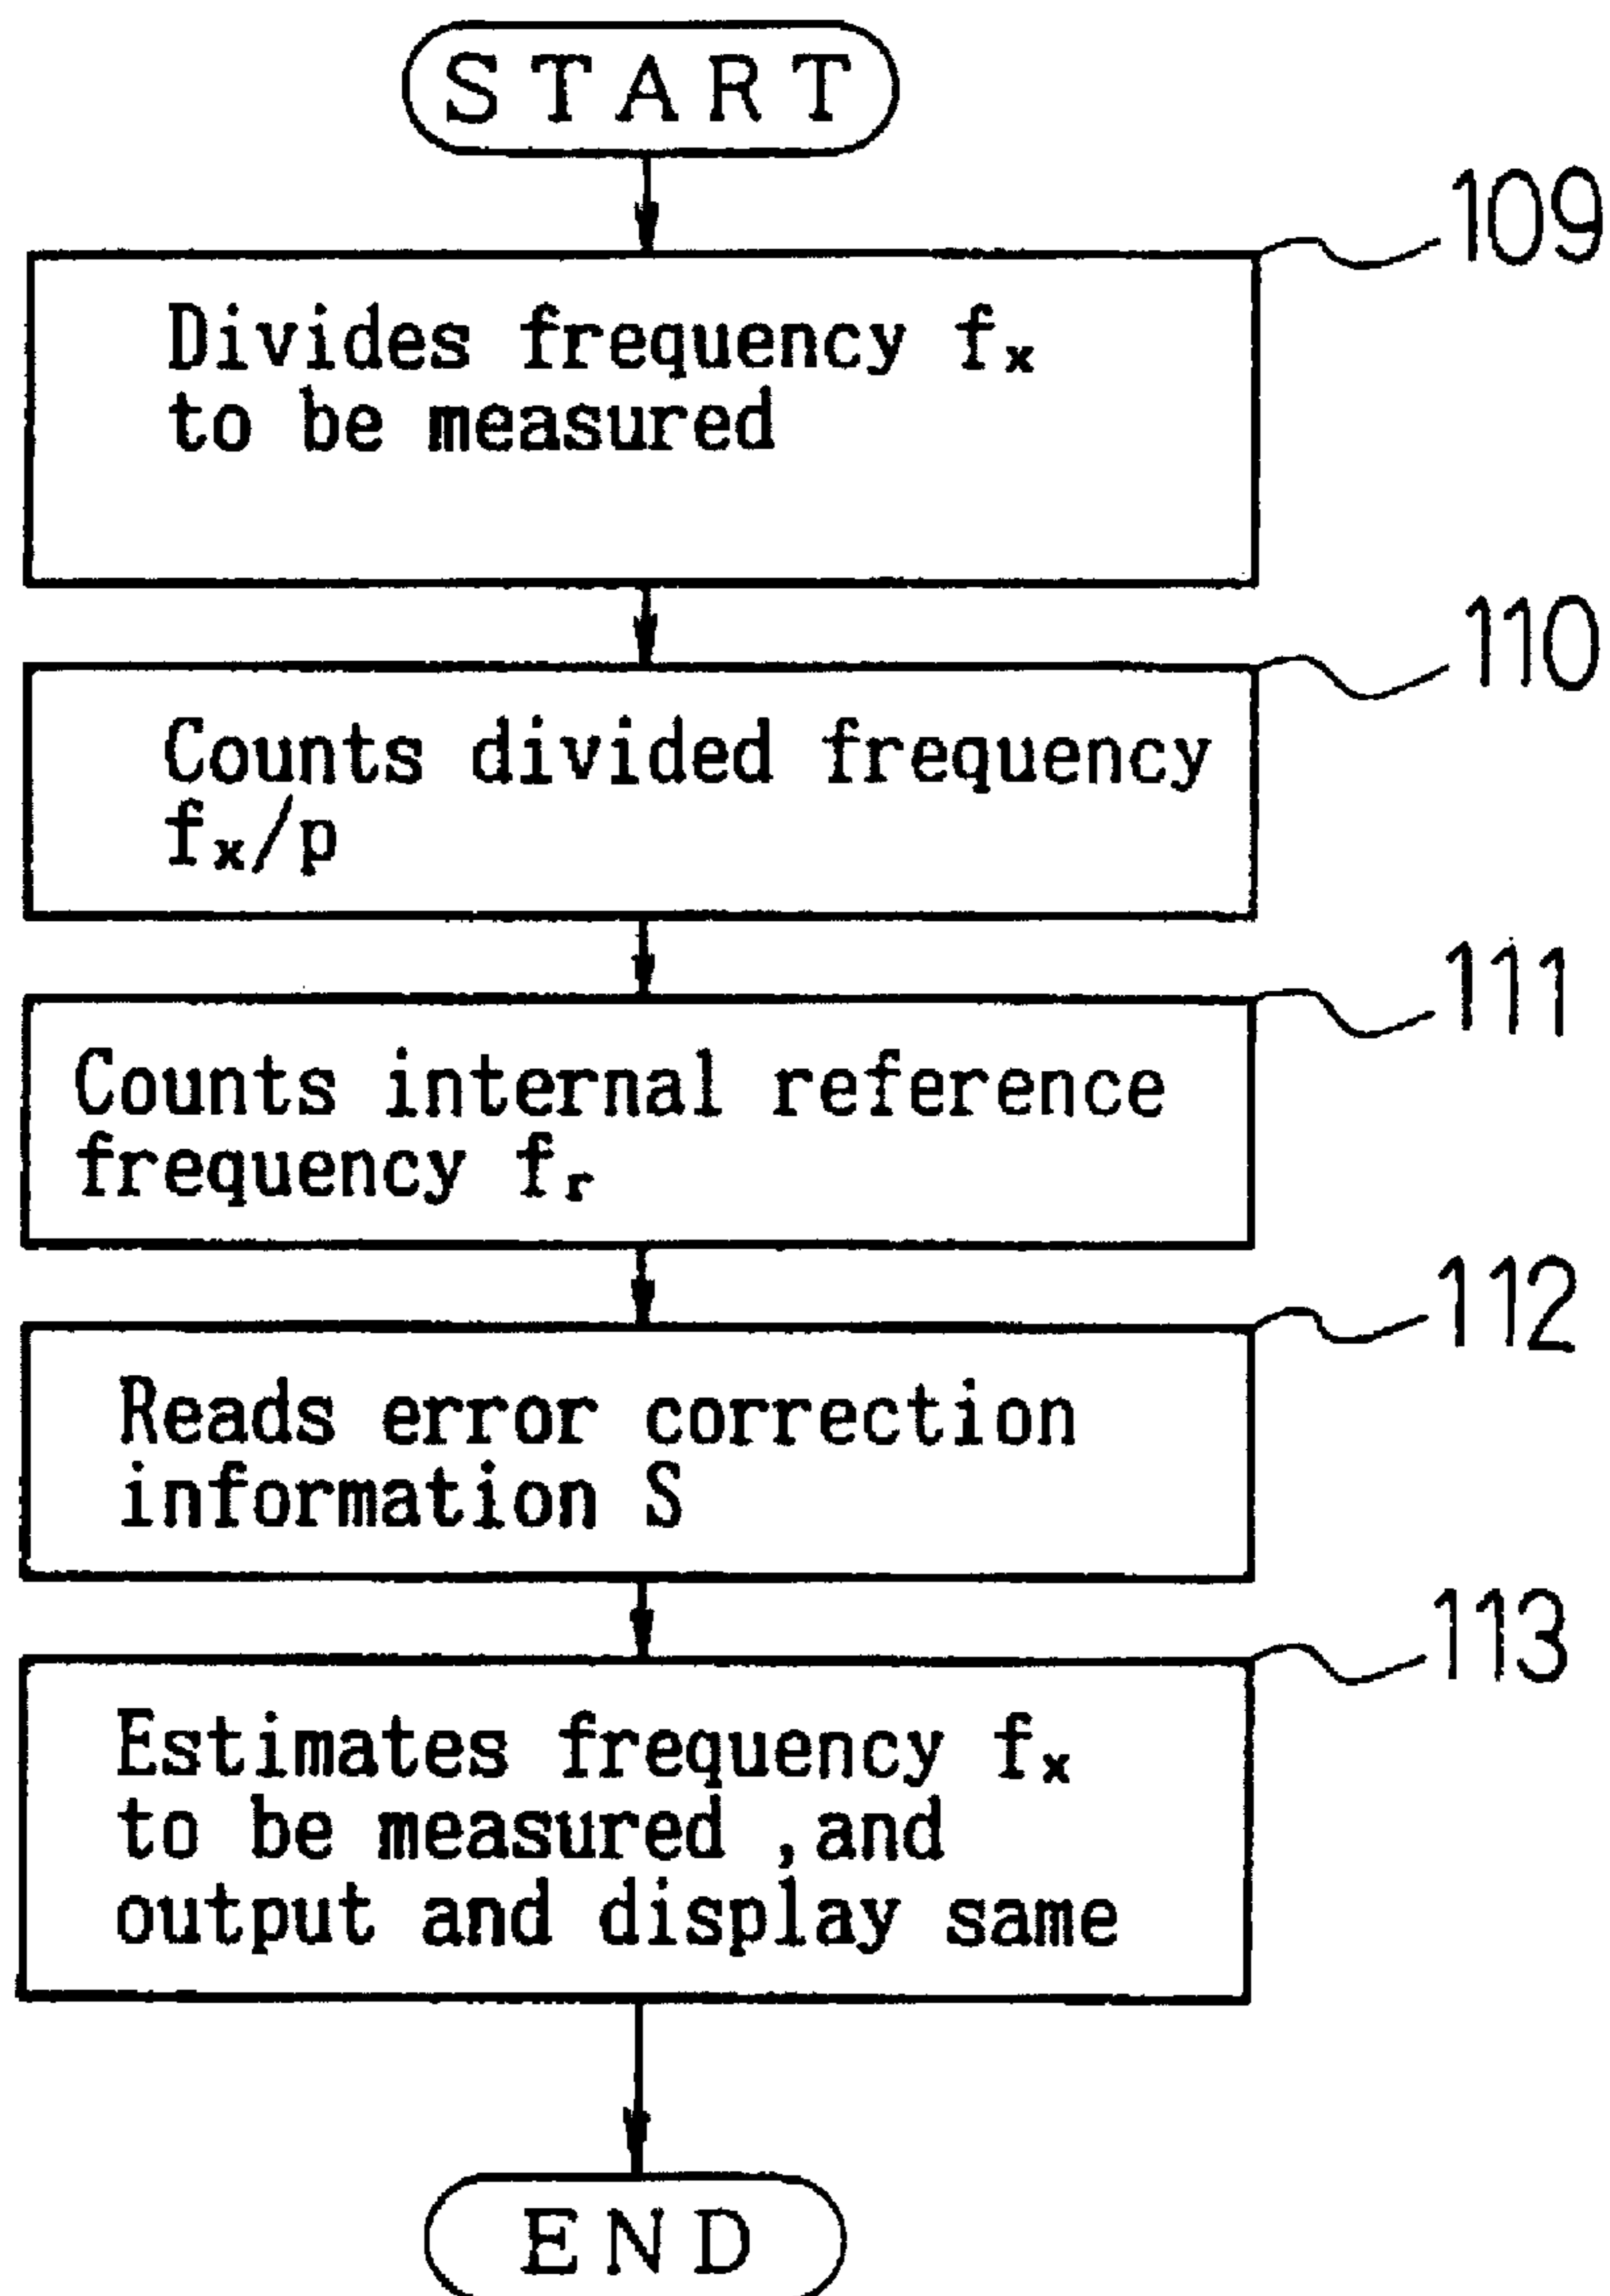 START
109
Divides frequency fₓ
to be measured
110
Counts divided frequency
fₓ/p
111
Counts internal reference
frequency fᵣ
112
Reads error correction
information S
113
Estimates frequency fₓ
to be measured ,and
output and display same
END